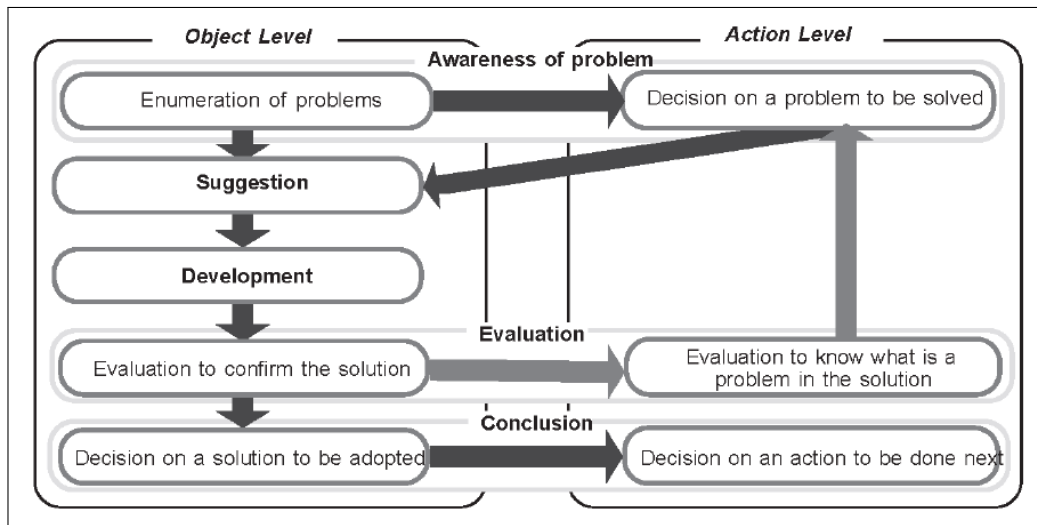 Object Level
Action Level
Awareness of problem
Enumeration of problems
Decision on a problem to be solved
Suggestion
Development
Evaluation
Evaluation to confirm the solution
Evaluation to know what is a
problem in the solution
Conclusion
Decision on a solution to be adopted
Decision on an action to be done next